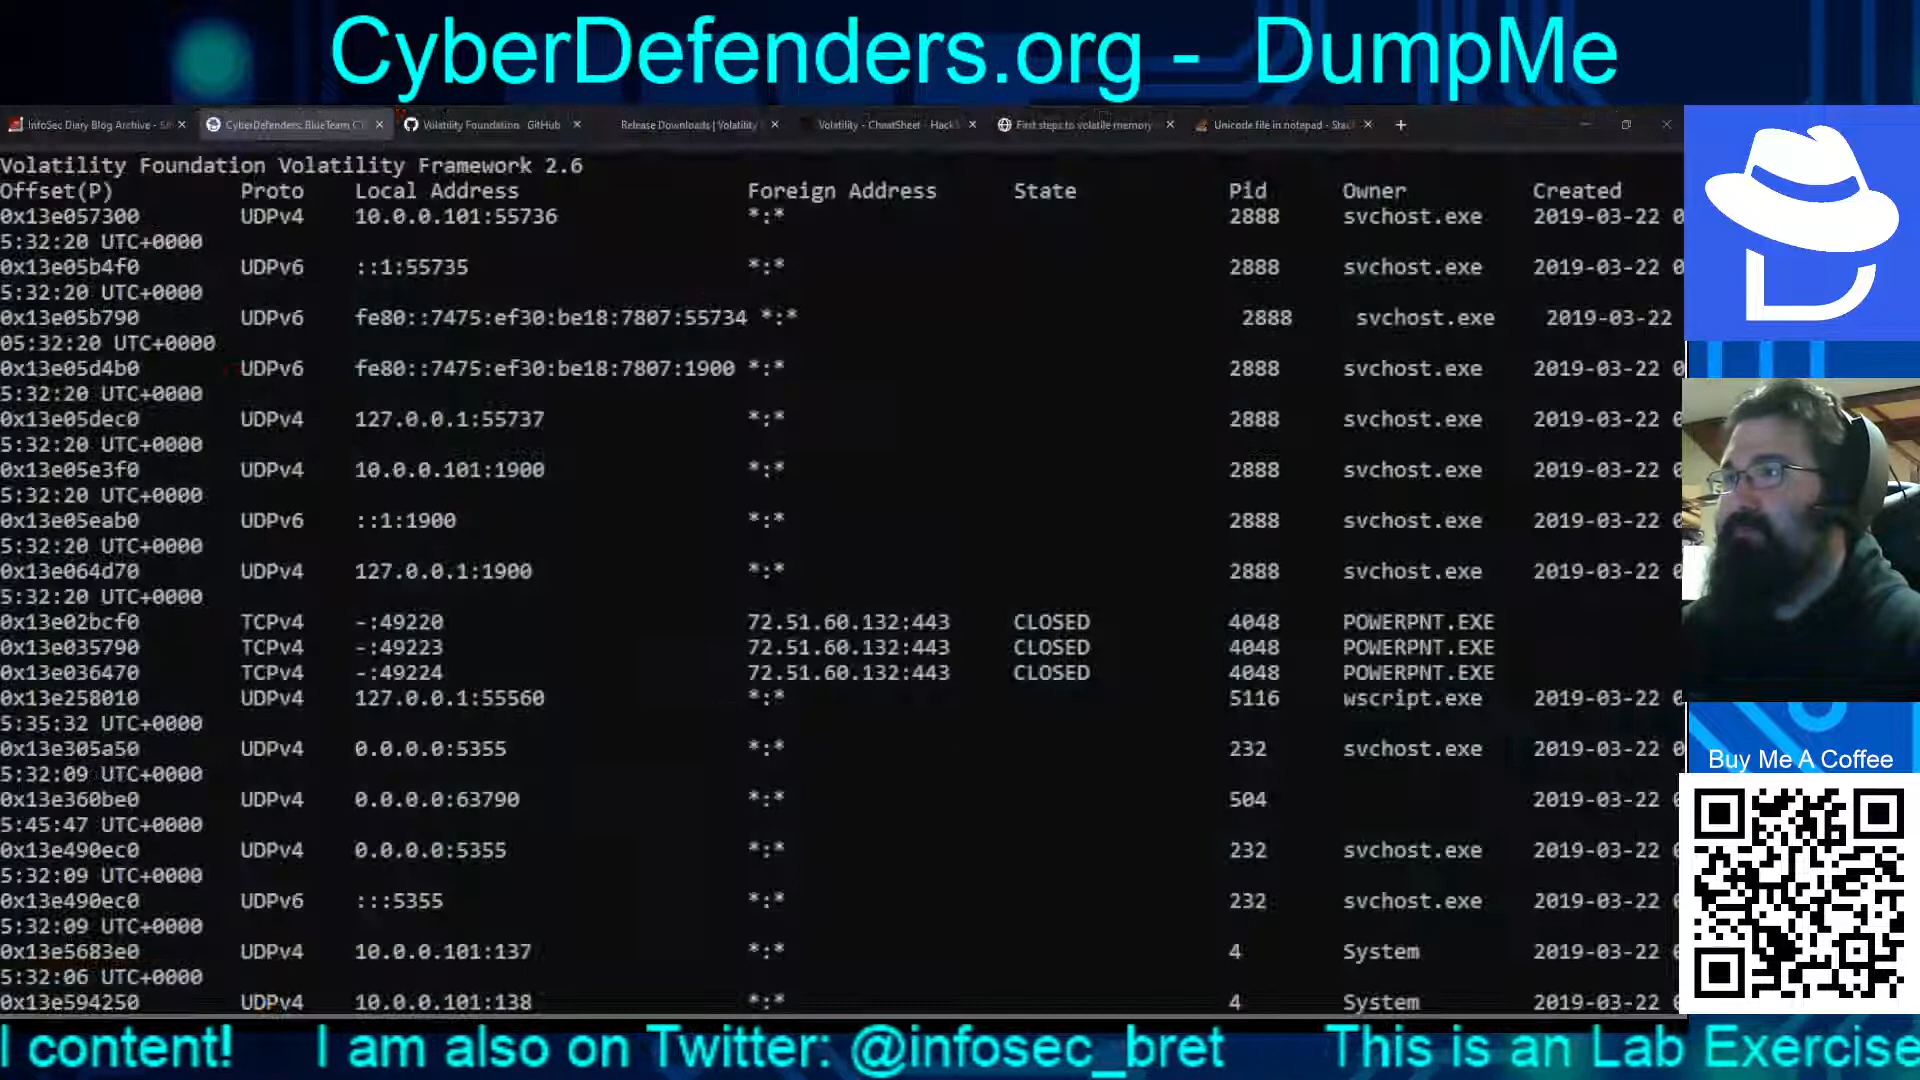 CyberDefenders.org - DumpMe
InfoSec Diary Blog Archive - CyberDefenders: BlueTeam Volatility Foundation · GitHub Release Downloads | Volatility Volatility - CheatSheet - Hack First steps to volatile memory Unicode file in notepad - Stac
Volatility Foundation Volatility Framework 2.6
Offset(P) Proto Local Address Foreign Address State Pid Owner Created
0x13e057300 UDPv4 10.0.0.101:55736 *:* 2888 svchost.exe 2019-03-22 0
5:32:20 UTC+0000
0x13e05b4f0 UDPv6 ::1:55735 *:* 2888 svchost.exe 2019-03-22 0
5:32:20 UTC+0000
0x13e05b790 UDPv6 fe80::7475:ef30:be18:7807:55734 *:* 2888 svchost.exe 2019-03-22
05:32:20 UTC+0000
0x13e05d4b0 UDPv6 fe80::7475:ef30:be18:7807:1900 *:* 2888 svchost.exe 2019-03-22 0
5:32:20 UTC+0000
0x13e05dec0 UDPv4 127.0.0.1:55737 *:* 2888 svchost.exe 2019-03-22 0
5:32:20 UTC+0000
0x13e05e3f0 UDPv4 10.0.0.101:1900 *:* 2888 svchost.exe 2019-03-22 0
5:32:20 UTC+0000
0x13e05eab0 UDPv6 ::1:1900 *:* 2888 svchost.exe 2019-03-22 0
5:32:20 UTC+0000
0x13e064d70 UDPv4 127.0.0.1:1900 *:* 2888 svchost.exe 2019-03-22 0
5:32:20 UTC+0000
0x13e02bcf0 TCPv4 -:49220 72.51.60.132:443 CLOSED 4048 POWERPNT.EXE
0x13e035790 TCPv4 -:49223 72.51.60.132:443 CLOSED 4048 POWERPNT.EXE
0x13e036470 TCPv4 -:49224 72.51.60.132:443 CLOSED 4048 POWERPNT.EXE
0x13e258010 UDPv4 127.0.0.1:55560 *:* 5116 wscript.exe 2019-03-22 0
5:35:32 UTC+0000
0x13e305a50 UDPv4 0.0.0.0:5355 *:* 232 svchost.exe 2019-03-22 0
5:32:09 UTC+0000
0x13e360be0 UDPv4 0.0.0.0:63790 *:* 504 2019-03-22 0
5:45:47 UTC+0000
0x13e490ec0 UDPv4 0.0.0.0:5355 *:* 232 svchost.exe 2019-03-22 0
5:32:09 UTC+0000
0x13e490ec0 UDPv6 :::5355 *:* 232 svchost.exe 2019-03-22 0
5:32:09 UTC+0000
0x13e5683e0 UDPv4 10.0.0.101:137 *:* 4 System 2019-03-22 0
5:32:06 UTC+0000
0x13e594250 UDPv4 10.0.0.101:138 *:* 4 System 2019-03-22 0
Buy Me A Coffee
l content! I am also on Twitter: @infosec_bret This is an Lab Exercise